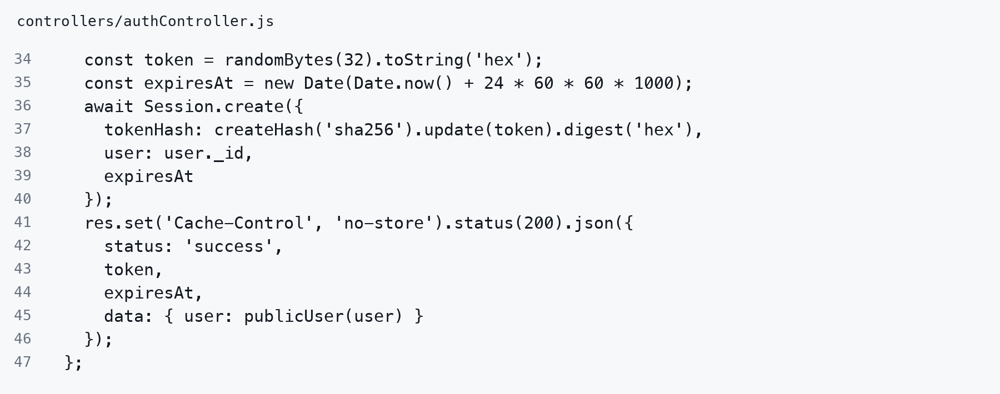 controllers/authController.js
34 const token = randomBytes(32).toString('hex');
35 const expiresAt = new Date(Date.now() + 24 * 60 * 60 * 1000);
36 await Session.create({
37 tokenHash: createHash('sha256').update(token).digest('hex'),
38 user: user._id,
39 expiresAt
40 });
41 res.set('Cache-Control', 'no-store').status(200).json({
42 status: 'success',
43 token,
44 expiresAt,
45 data: { user: publicUser(user) }
46 });
47 };